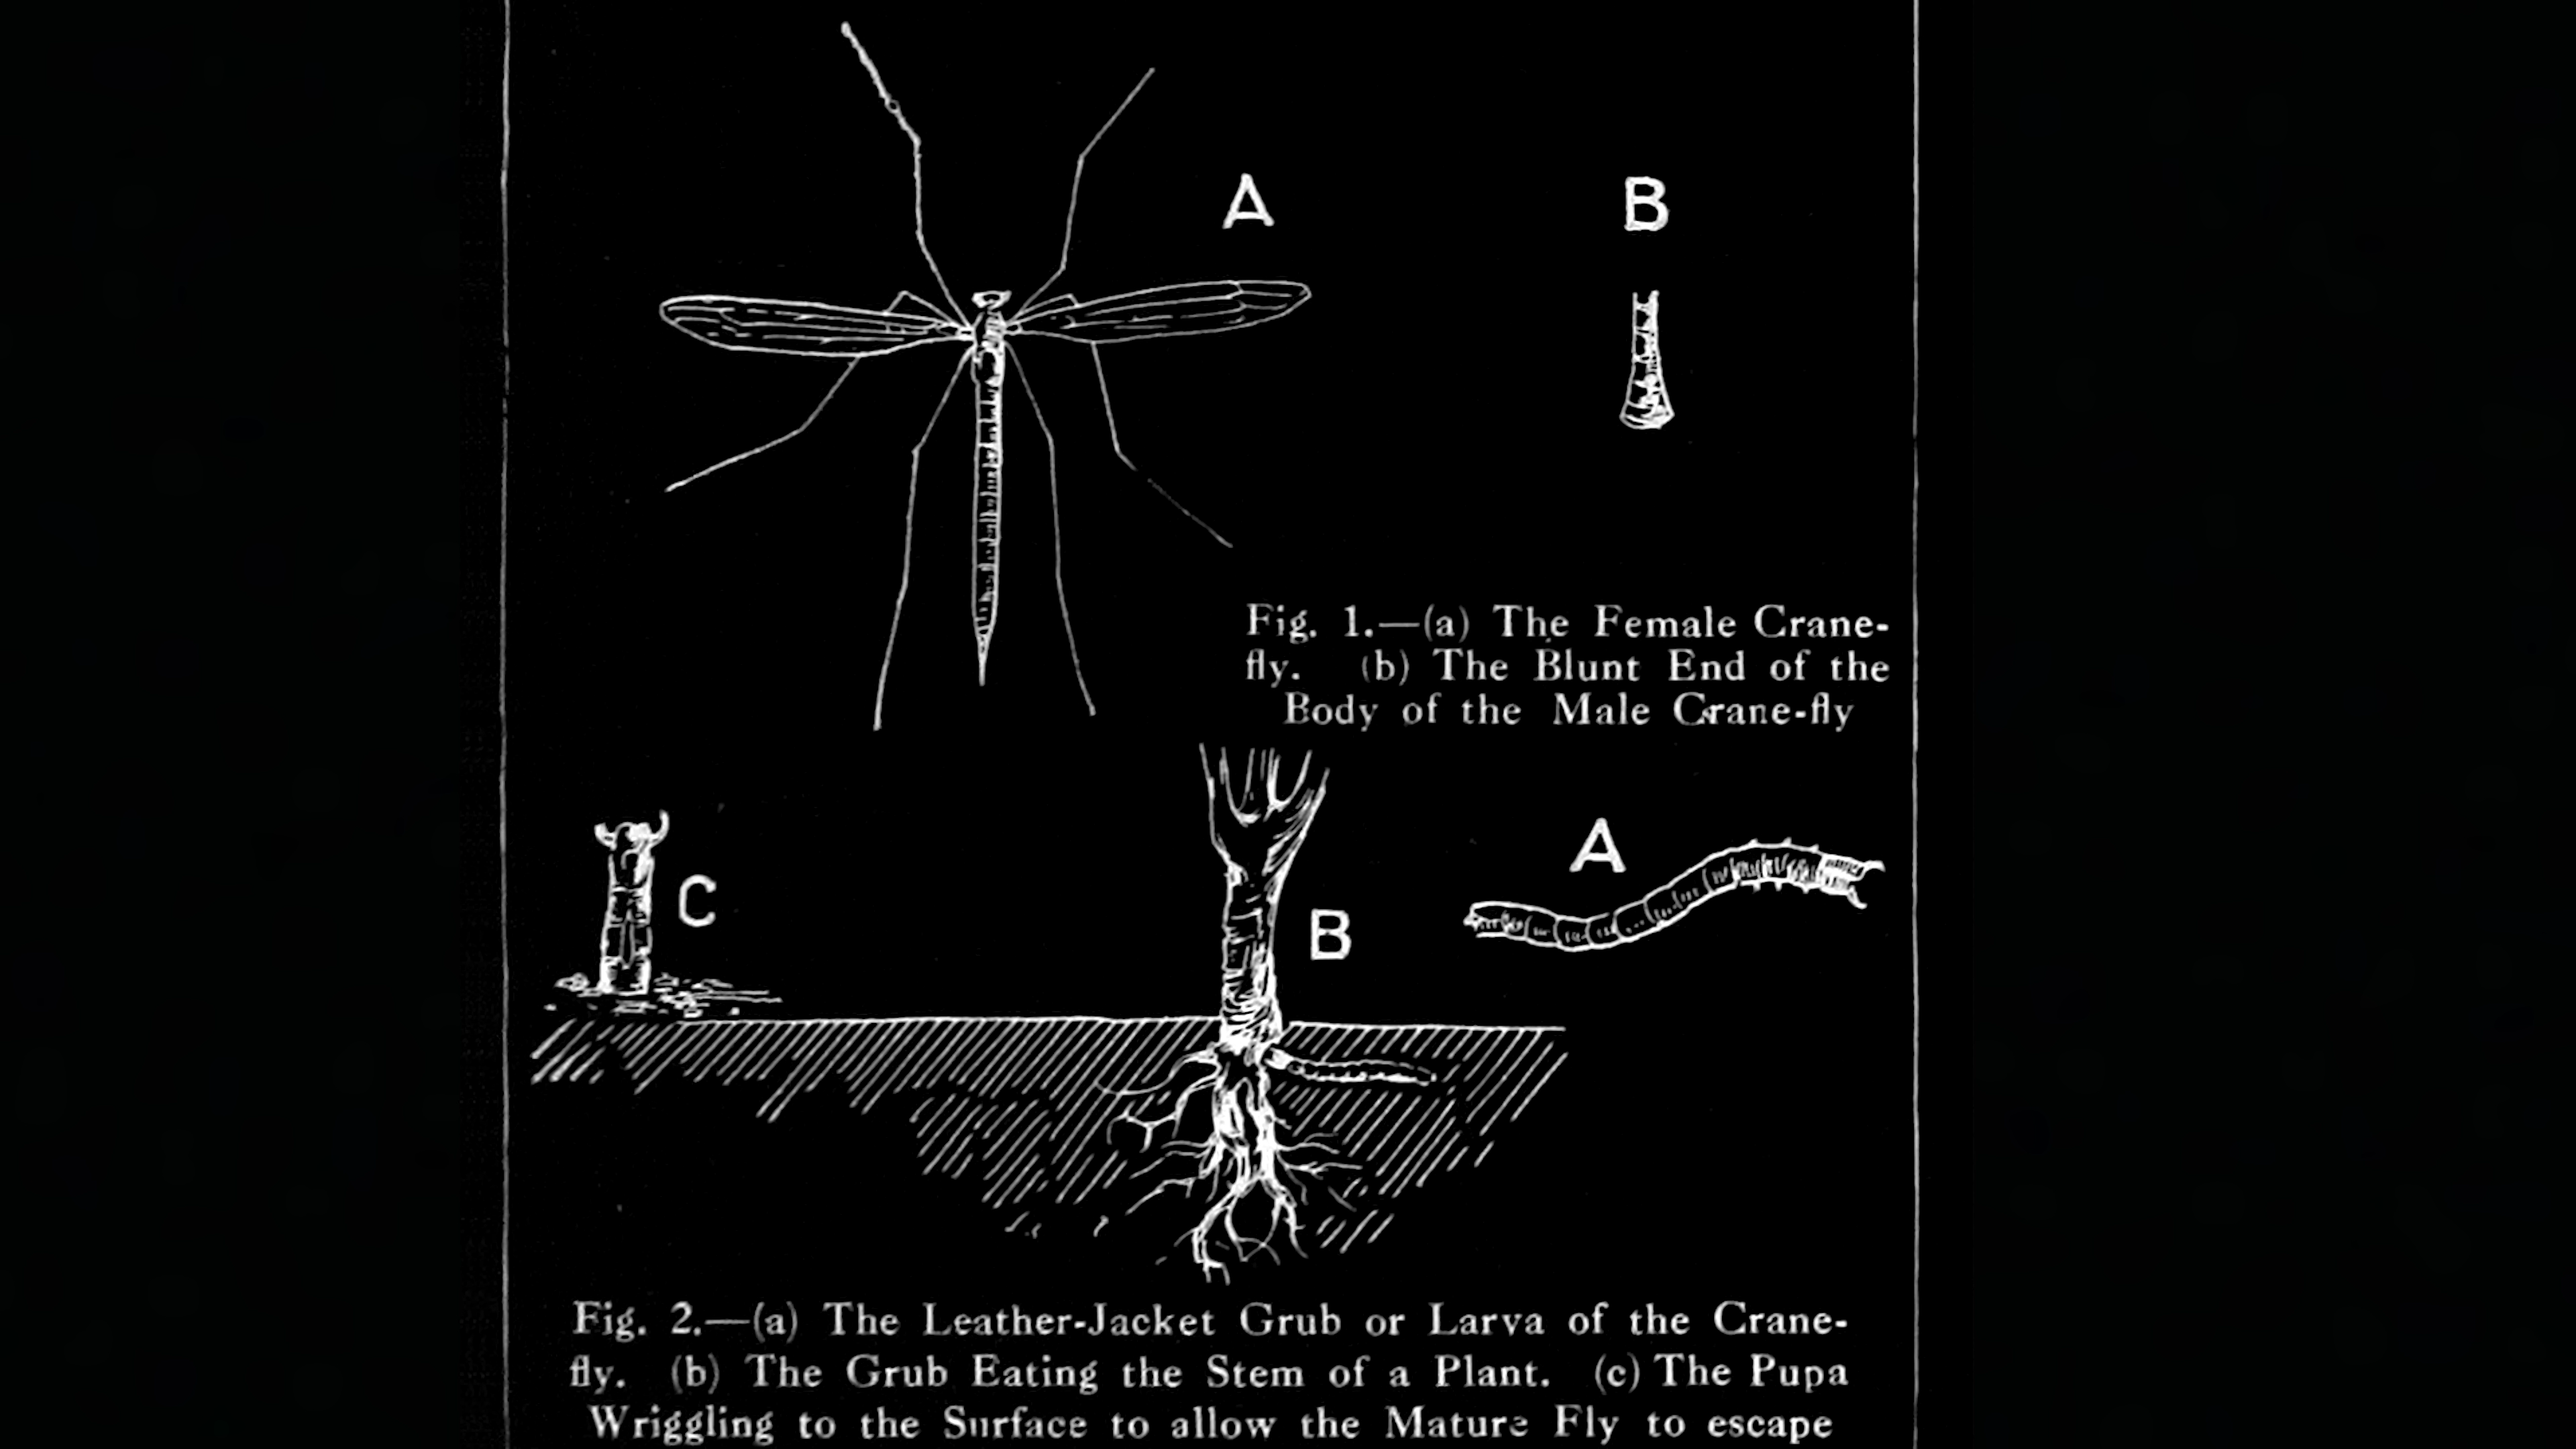 A
B
Fig. 1.—(a) The Female Crane-
fly. (b) The Blunt End of the
Body of the Male Crane-fly
C
B
A
Fig. 2.—(a) The Leather-Jacket Grub or Larva of the Crane-
fly. (b) The Grub Eating the Stem of a Plant. (c) The Pupa
Wriggling to the Surface to allow the Mature Fly to escape